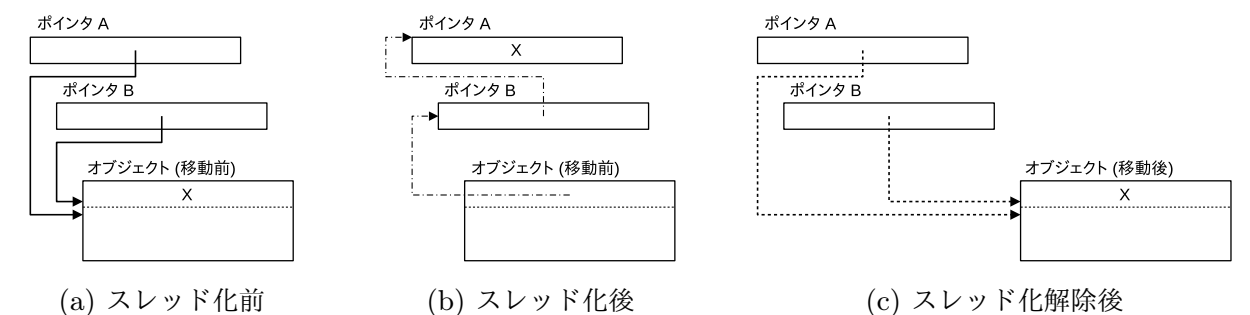 ポインタ A
ポインタ B
オブジェクト (移動前)
X
(a) スレッド化前
ポインタ A
X
ポインタ B
オブジェクト (移動前)
(b) スレッド化後
ポインタ A
ポインタ B
オブジェクト (移動後)
X
(c) スレッド化解除後